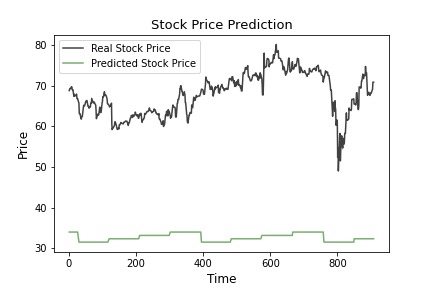 Stock Price Prediction
Real Stock Price
Predicted Stock Price
80
70
60
50
40
30
Price
0 200 400 600 800
Time